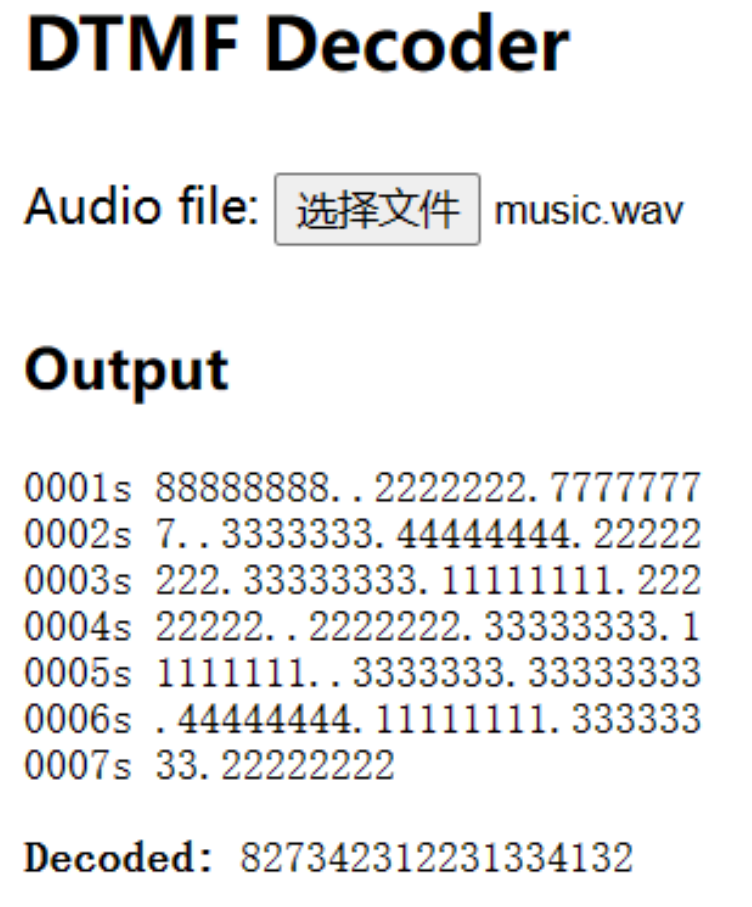 DTMF Decoder
Audio file: 选择文件 music.wav
Output
0001s 88888888..2222222.7777777
0002s 7..3333333.44444444.22222
0003s 222.33333333.11111111.222
0004s 22222..2222222.33333333.1
0005s 1111111..3333333.33333333
0006s .44444444.11111111.333333
0007s 33.22222222
Decoded: 827342312231334132